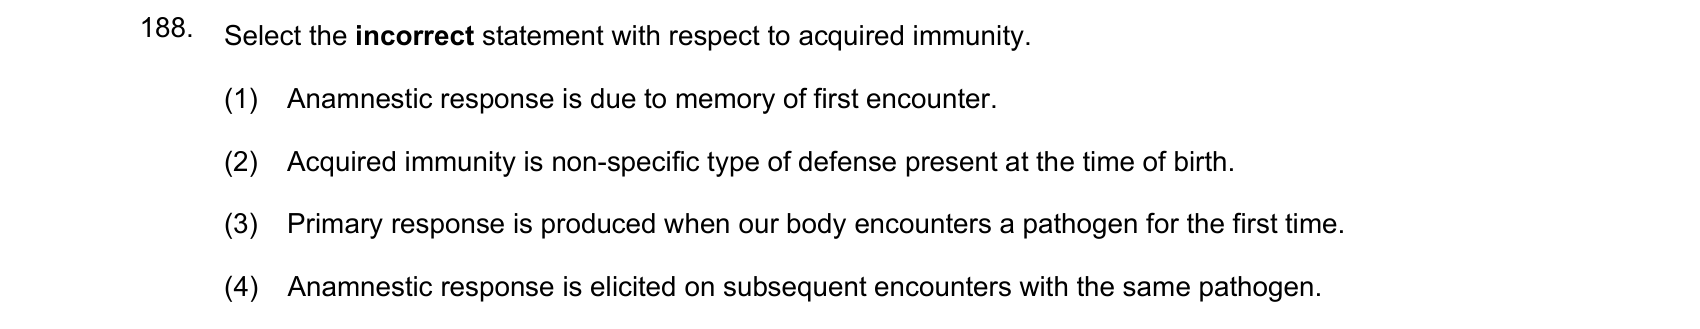 188. Select the incorrect statement with respect to acquired immunity.
(1) Anamnestic response is due to memory of first encounter.
(2) Acquired immunity is non-specific type of defense present at the time of birth.
(3) Primary response is produced when our body encounters a pathogen for the first time.
(4) Anamnestic response is elicited on subsequent encounters with the same pathogen.